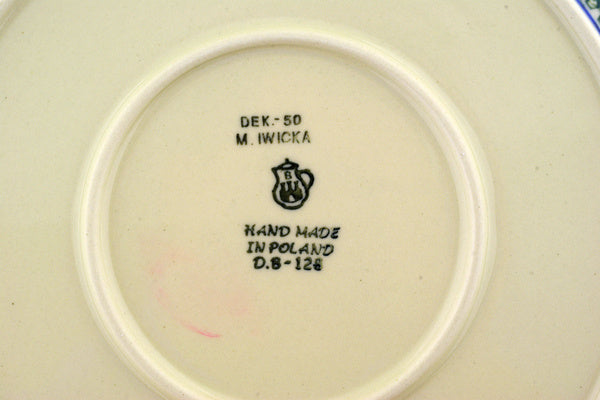 DEK.-50
M. IWICKA
B
HAND MADE
IN POLAND
D.B-126